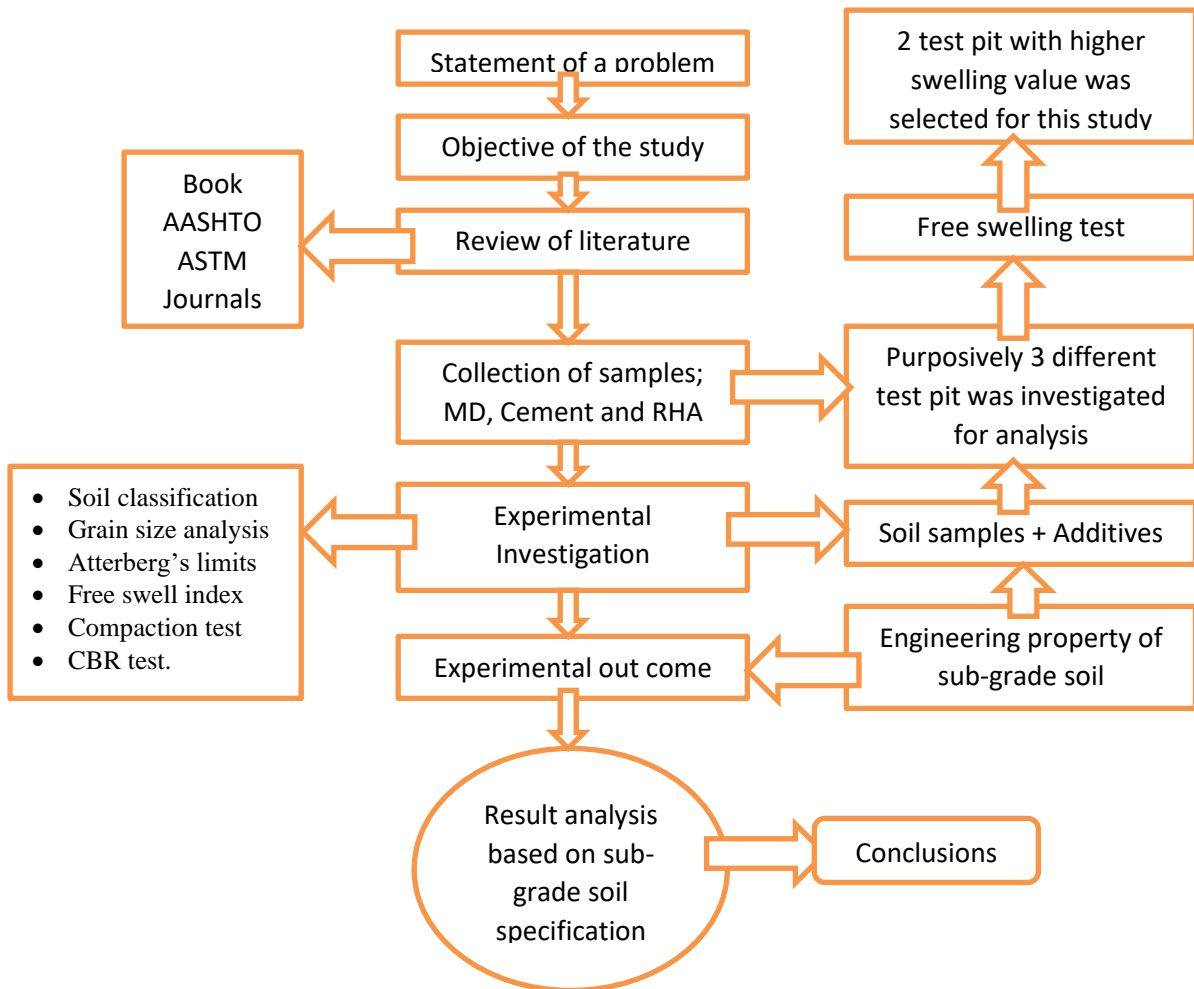 Statement of a problem
Objective of the study
Review of literature
Book
AASHTO
ASTM
Journals
Collection of samples;
MD, Cement and RHA
Experimental
Investigation
• Soil classification
• Grain size analysis
• Atterberg’s limits
• Free swell index
• Compaction test
• CBR test.
Experimental out come
Result analysis
based on sub-
grade soil
specification
Conclusions
2 test pit with higher
swelling value was
selected for this study
Free swelling test
Purposively 3 different
test pit was investigated
for analysis
Soil samples + Additives
Engineering property of
sub-grade soil